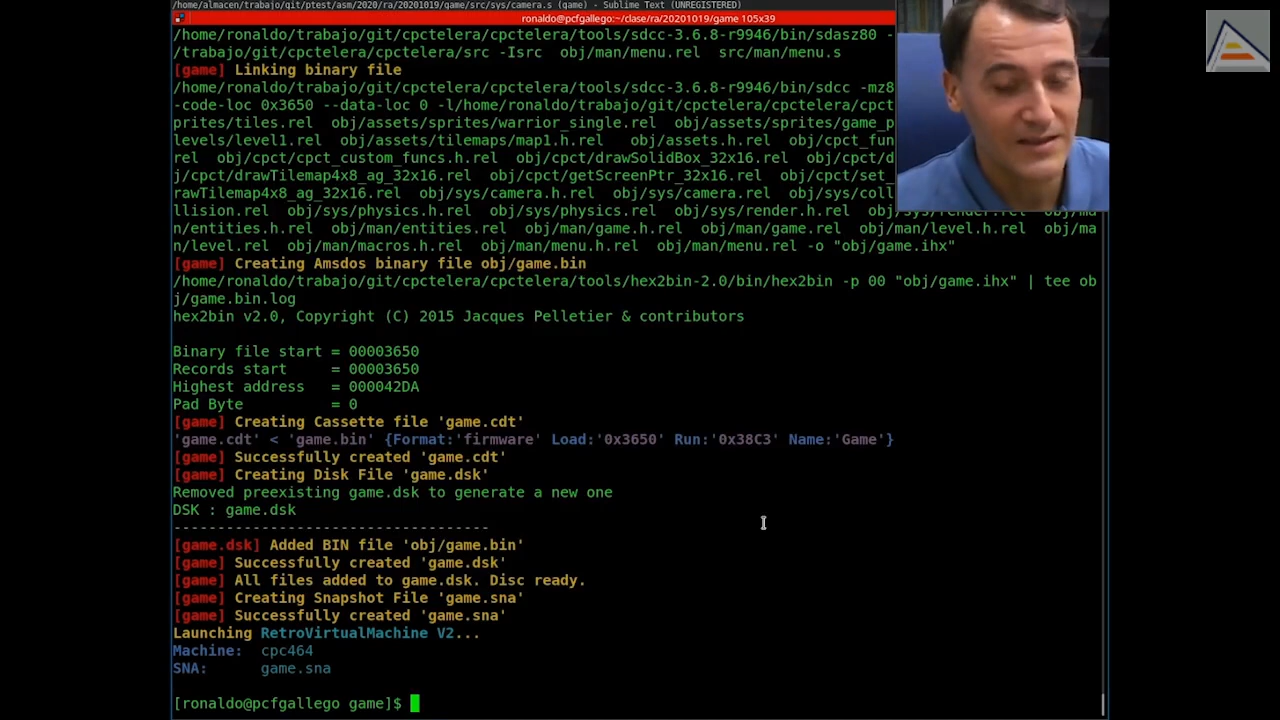 /home/almacen/trabajo/git/ptest/asm/2020/ra/20201019/game/src/sys/camera.s (game) - Sublime Text (UNREGISTERED)
ronaldo@pcfgallego:~/clase/ra/20201019/game 105x39
/home/ronaldo/trabajo/git/cpctelera/cpctelera/tools/sdcc-3.6.8-r9946/bin/sdasz80 -
/trabajo/git/cpctelera/cpctelera/src -Isrc  obj/man/menu.rel  src/man/menu.s
[game] Linking binary file
/home/ronaldo/trabajo/git/cpctelera/cpctelera/tools/sdcc-3.6.8-r9946/bin/sdcc -mz8
-code-loc 0x3650 --data-loc 0 -l/home/ronaldo/trabajo/git/cpctelera/cpctelera/cpct
prites/tiles.rel  obj/assets/sprites/warrior_single.rel  obj/assets/sprites/game_p
levels/level1.rel  obj/assets/tilemaps/map1.h.rel   obj/assets.h.rel  obj/cpct_fun
rel  obj/cpct/cpct_custom_funcs.h.rel  obj/cpct/drawSolidBox_32x16.rel  obj/cpct/d
j/cpct/drawTilemap4x8_ag_32x16.rel  obj/cpct/getScreenPtr_32x16.rel  obj/cpct/set_
rawTilemap4x8_ag_32x16.rel  obj/sys/camera.h.rel  obj/sys/camera.rel  obj/sys/coll
llision.rel  obj/sys/physics.h.rel  obj/sys/physics.rel  obj/sys/render.h.rel  obj/sys/render.rel  obj/ma
n/entities.h.rel  obj/man/entities.rel  obj/man/game.h.rel  obj/man/game.rel  obj/man/level.h.rel  obj/ma
n/level.rel  obj/man/macros.h.rel  obj/man/menu.h.rel  obj/man/menu.rel -o "obj/game.ihx"
[game] Creating Amsdos binary file obj/game.bin
/home/ronaldo/trabajo/git/cpctelera/cpctelera/tools/hex2bin-2.0/bin/hex2bin -p 00 "obj/game.ihx" | tee ob
j/game.bin.log
hex2bin v2.0, Copyright (C) 2015 Jacques Pelletier & contributors
Binary file start = 00003650
Records start     = 00003650
Highest address   = 000042DA
Pad Byte          = 0
[game] Creating Cassette file 'game.cdt'
'game.cdt' < 'game.bin' {Format:'firmware' Load:'0x3650' Run:'0x38C3' Name:'Game'}
[game] Successfully created 'game.cdt'
[game] Creating Disk File 'game.dsk'
Removed preexisting game.dsk to generate a new one
DSK : game.dsk
------------------------------------
[game.dsk] Added BIN file 'obj/game.bin'
[game] Successfully created 'game.dsk'
[game] All files added to game.dsk. Disc ready.
[game] Creating Snapshot File 'game.sna'
[game] Successfully created 'game.sna'
Launching RetroVirtualMachine V2...
Machine:  cpc464
SNA:      game.sna
[ronaldo@pcfgallego game]$